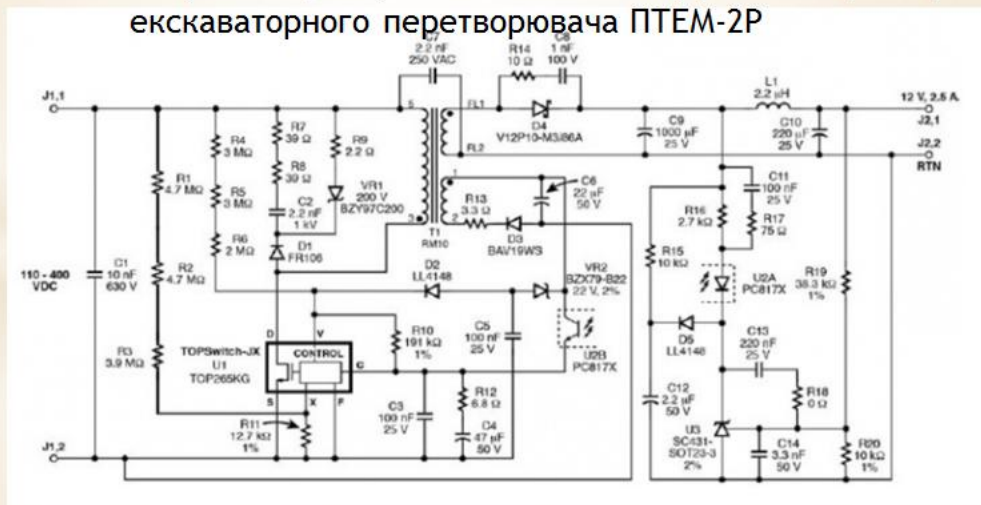 екскаваторного перетворювача ПТЕМ-2Р
C7
2.2 nF
250 VAC
R14
10 Ω
C8
1 nF
100 V
L1
2.2 µH
12 V, 2.5 A
J2,1
J1,1
5
FL1
D4
V12P10-M3/86A
FL2
C9
1000 µF
25 V
C10
220 µF
25 V
J2,2
RTN
R4
3 MΩ
R7
39 Ω
R9
2.2 Ω
R1
4.7 MΩ
R8
39 Ω
VR1
200 V
BZY97C200
R5
3 MΩ
C2
2.2 nF
1 kV
1
R13
3.3 Ω
C6
22 µF
50 V
C11
100 nF
25 V
R16
2.7 kΩ
R17
75 Ω
3
T1
RM10
2
D3
BAV19WS
R6
2 MΩ
D1
FR106
R15
10 kΩ
110 - 400
VDC
C1
10 nF
630 V
R2
4.7 MΩ
D2
LL4148
VR2
BZX79-B22
22 V, 2%
U2A
PC817X
R19
38.3 kΩ
1%
D
V
R10
191 kΩ
1%
C5
100 nF
25 V
U2B
PC817X
D5
LL4148
C13
220 nF
25 V
TOPSwitch-JX
U1
TOP265KG
CONTROL
C
R3
3.9 MΩ
S
X
F
R12
6.8 Ω
R18
0 Ω
C12
2.2 µF
50 V
R11
12.7 kΩ
1%
C3
100 nF
25 V
C4
47 µF
50 V
U3
SC431-
SOT23-3
2%
C14
3.3 nF
50 V
R20
10 kΩ
1%
J1,2